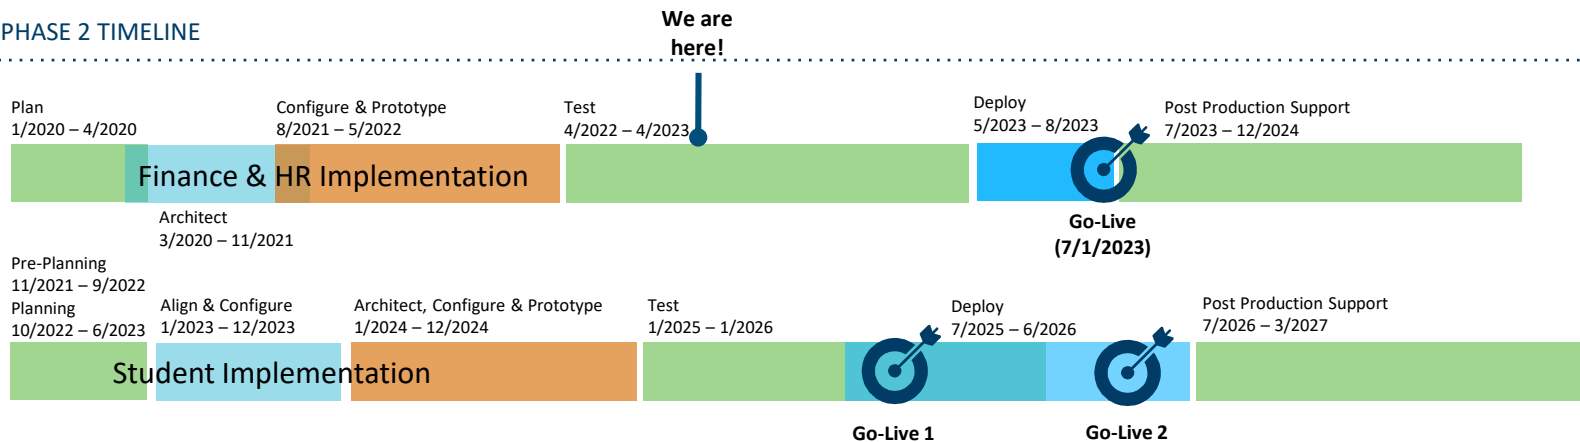 PHASE 2 TIMELINE
We are
here!
Plan
1/2020 – 4/2020
Configure & Prototype
8/2021 – 5/2022
Test
4/2022 – 4/2023
Deploy
5/2023 – 8/2023
Post Production Support
7/2023 – 12/2024
Finance & HR Implementation
Architect
3/2020 – 11/2021
Go-Live
(7/1/2023)
Pre-Planning
11/2021 – 9/2022
Planning
10/2022 – 6/2023
Align & Configure
1/2023 – 12/2023
Architect, Configure & Prototype
1/2024 – 12/2024
Test
1/2025 – 1/2026
Deploy
7/2025 – 6/2026
Post Production Support
7/2026 – 3/2027
Student Implementation
Go-Live 1
Go-Live 2